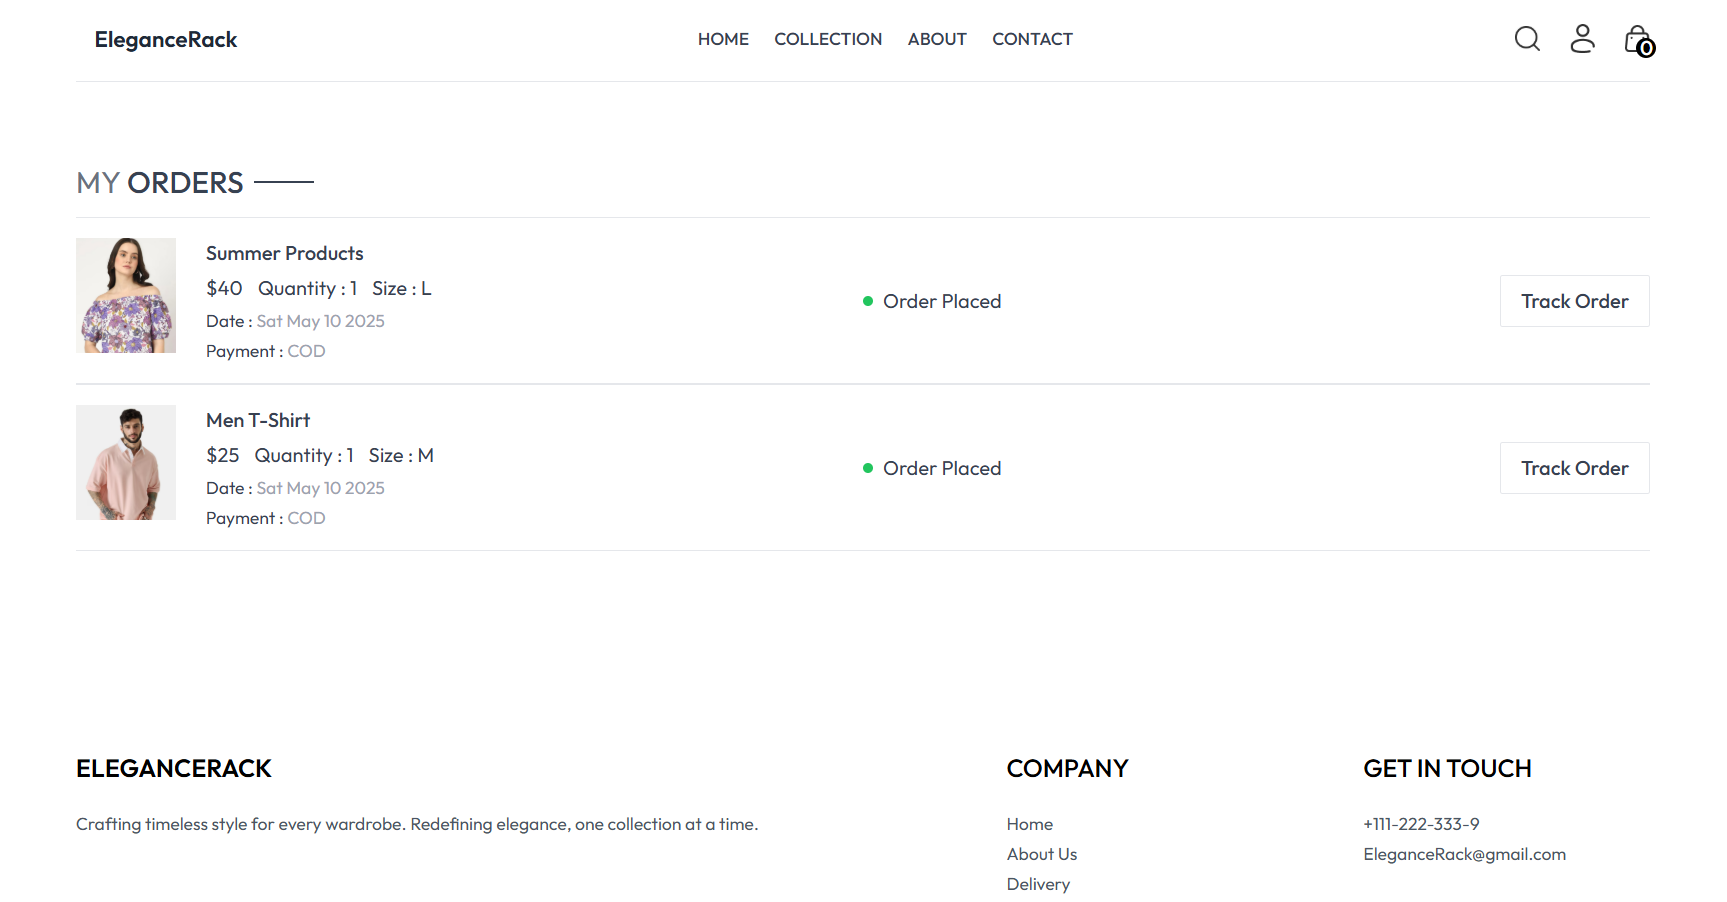 EleganceRack
HOME COLLECTION ABOUT CONTACT
0
MY ORDERS
Summer Products
$40 Quantity : 1 Size : L
Date : Sat May 10 2025
Payment : COD
Order Placed
Track Order
Men T-Shirt
$25 Quantity : 1 Size : M
Date : Sat May 10 2025
Payment : COD
Order Placed
Track Order
ELEGANCERACK
Crafting timeless style for every wardrobe. Redefining elegance, one collection at a time.
COMPANY
Home
About Us
Delivery
GET IN TOUCH
+111-222-333-9
EleganceRack@gmail.com